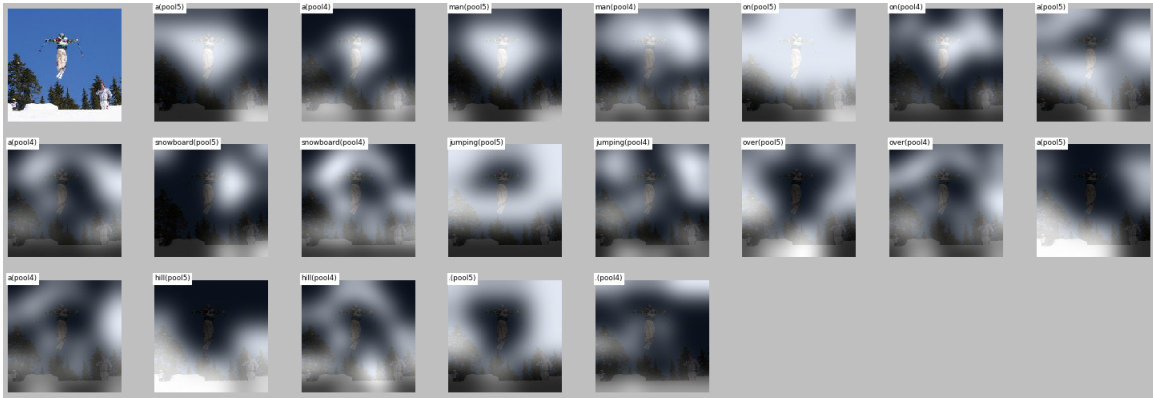 a(pool5) a(pool4) man(pool5) man(pool4) on(pool5) on(pool4) a(pool5)
a(pool4) snowboard(pool5) snowboard(pool4) jumping(pool5) jumping(pool4) over(pool5) over(pool4) a(pool5)
a(pool4) hill(pool5) hill(pool4) .(pool5) .(pool4)